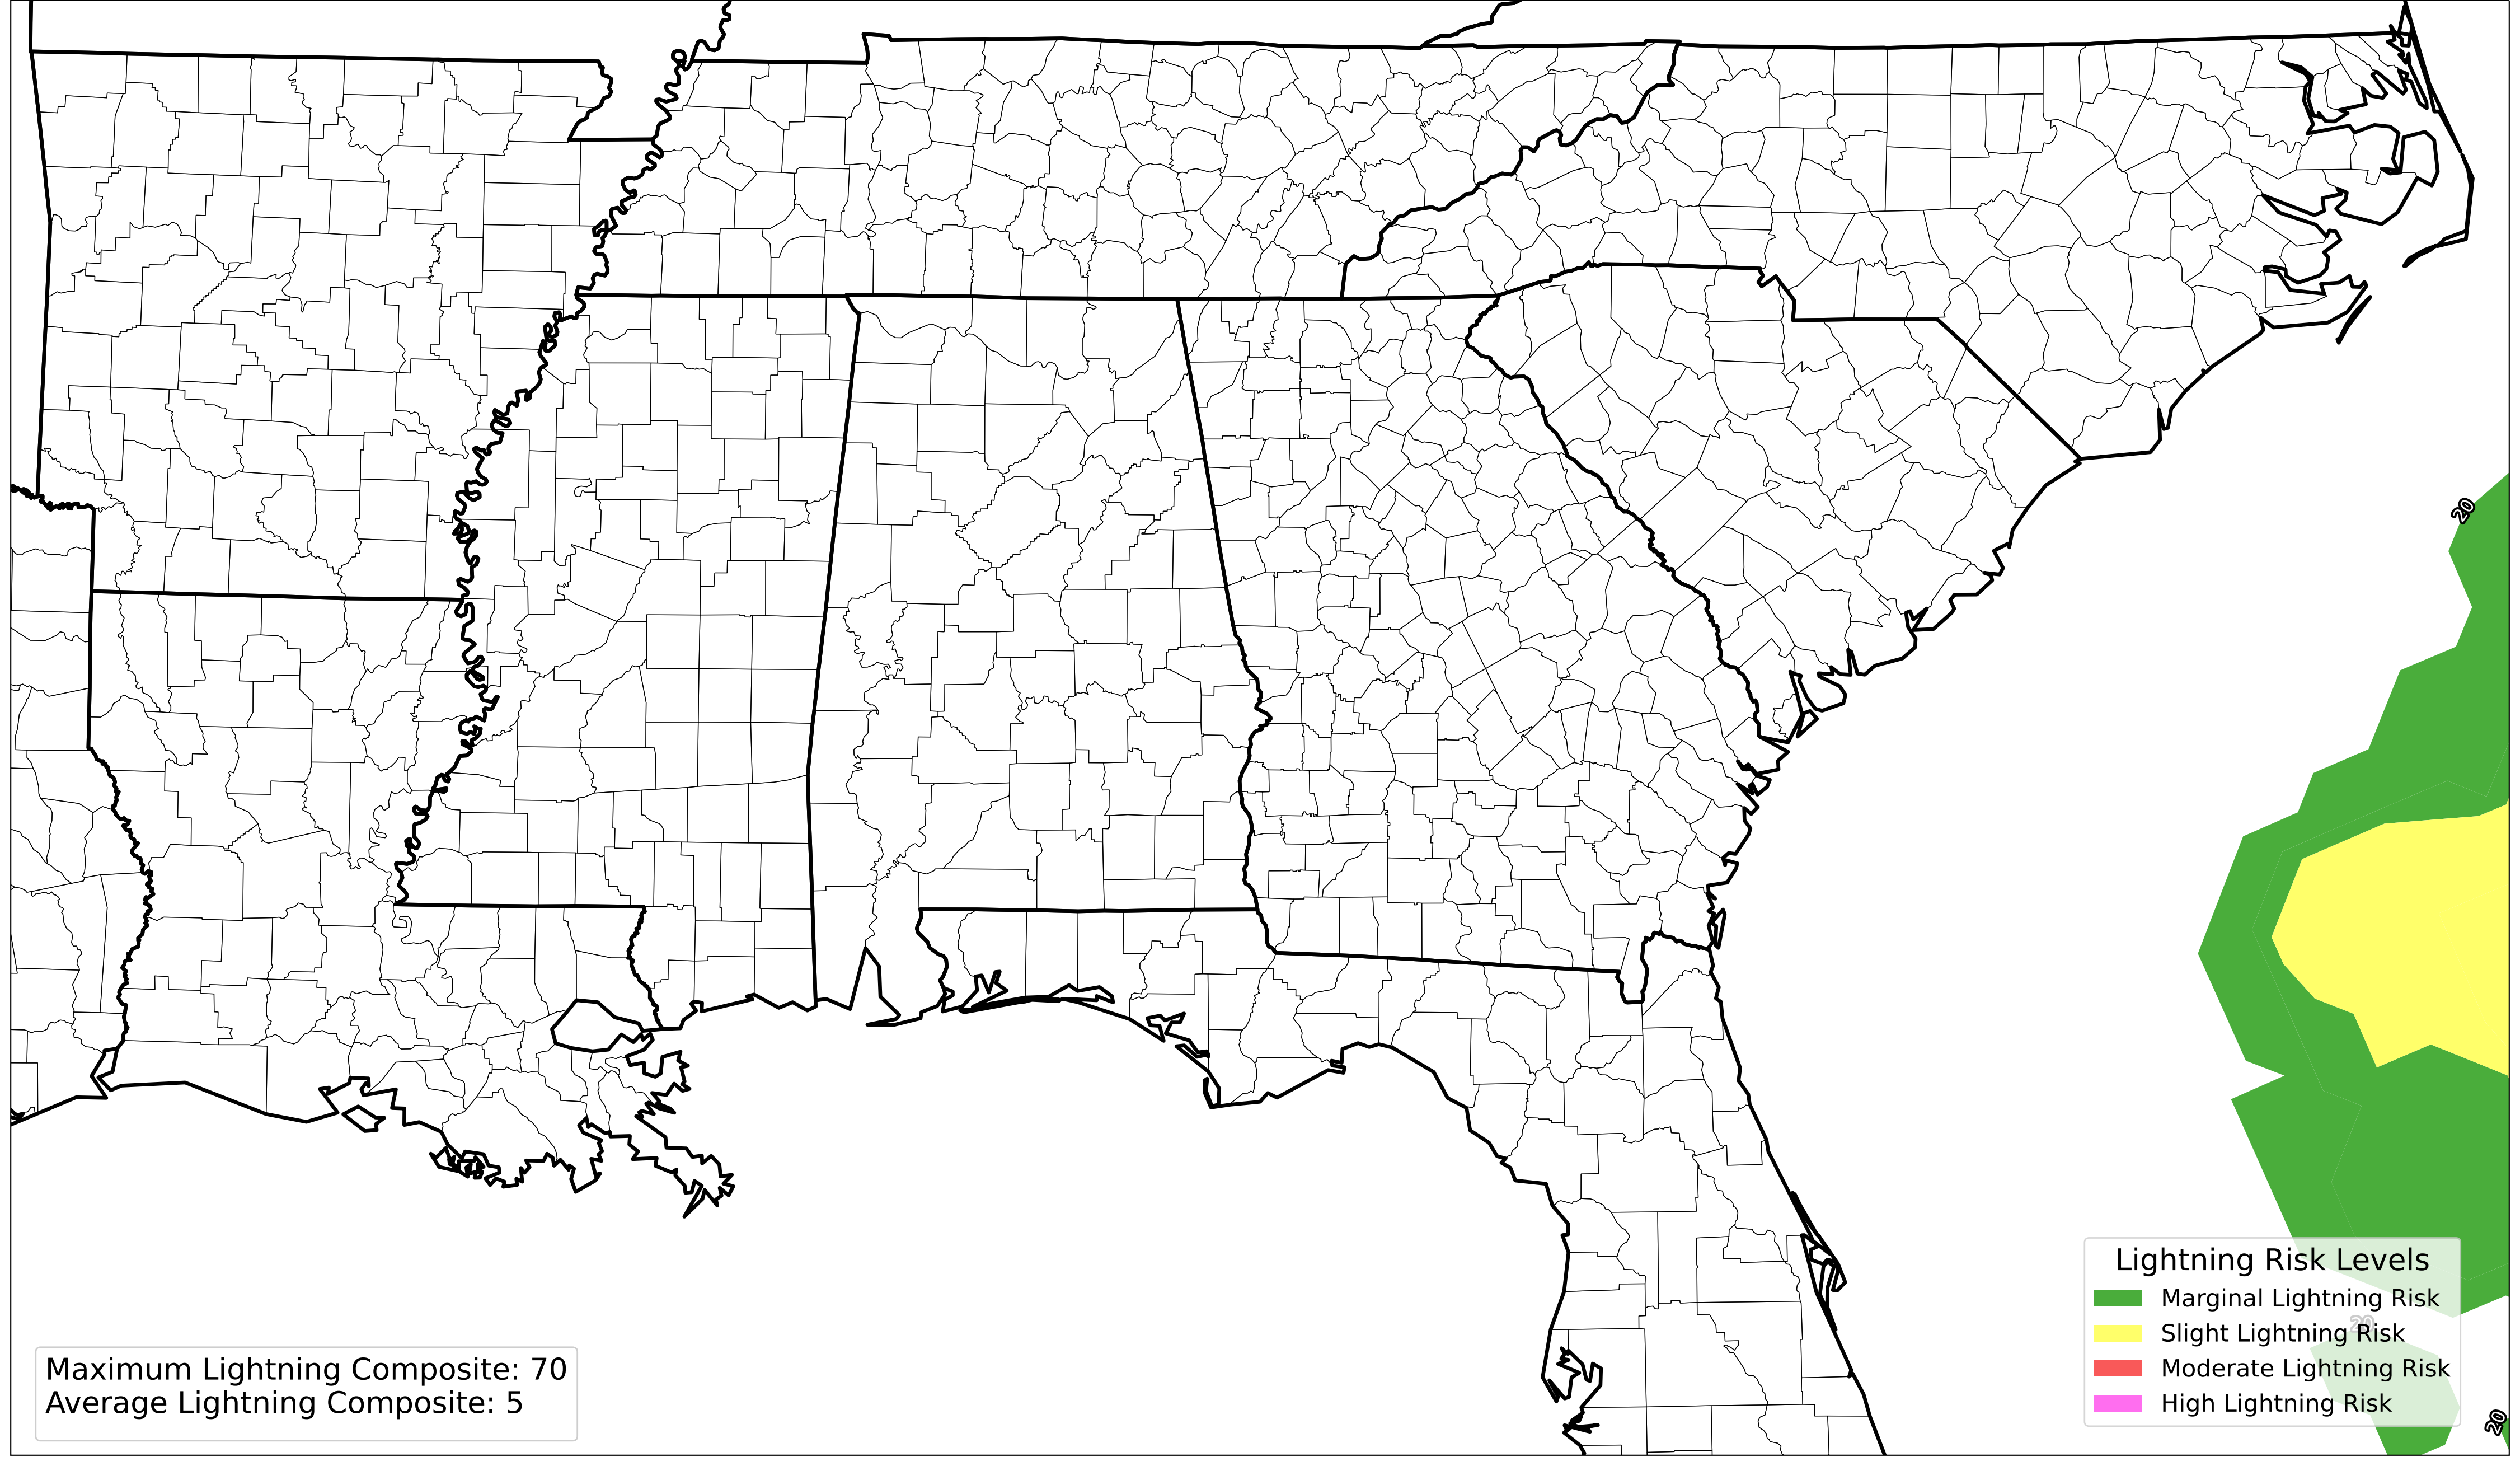 20
Lightning Risk Levels
Marginal Lightning Risk
20
Slight Lightning Risk
Moderate Lightning Risk
High Lightning Risk
Maximum Lightning Composite: 70
Average Lightning Composite: 5
20